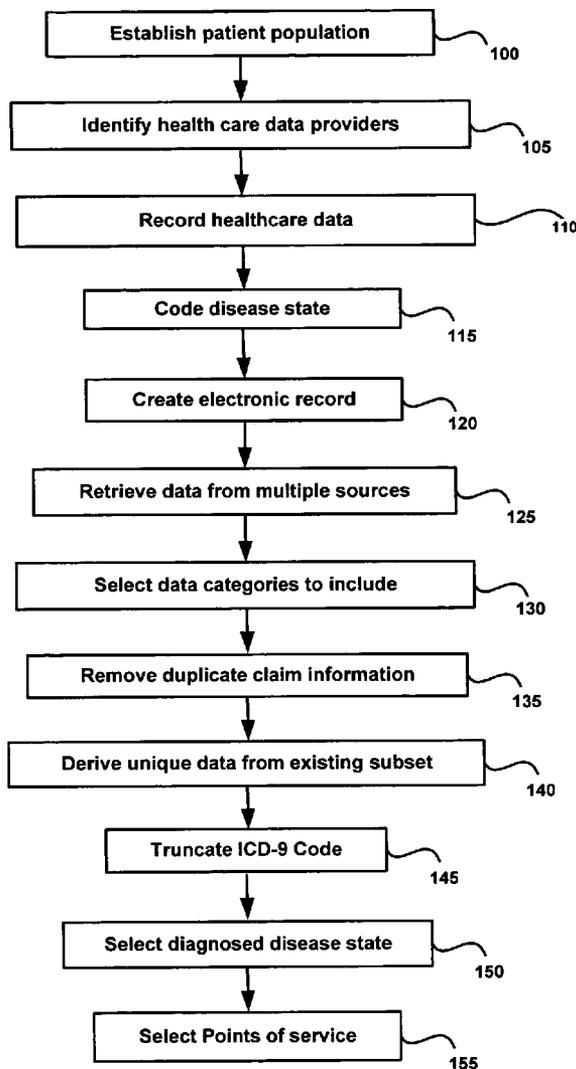 Establish patient population
100
Identify health care data providers
105
Record healthcare data
110
Code disease state
115
Create electronic record
120
Retrieve data from multiple sources
125
Select data categories to include
130
Remove duplicate claim information
135
Derive unique data from existing subset
140
Truncate ICD-9 Code
145
Select diagnosed disease state
150
Select Points of service
155